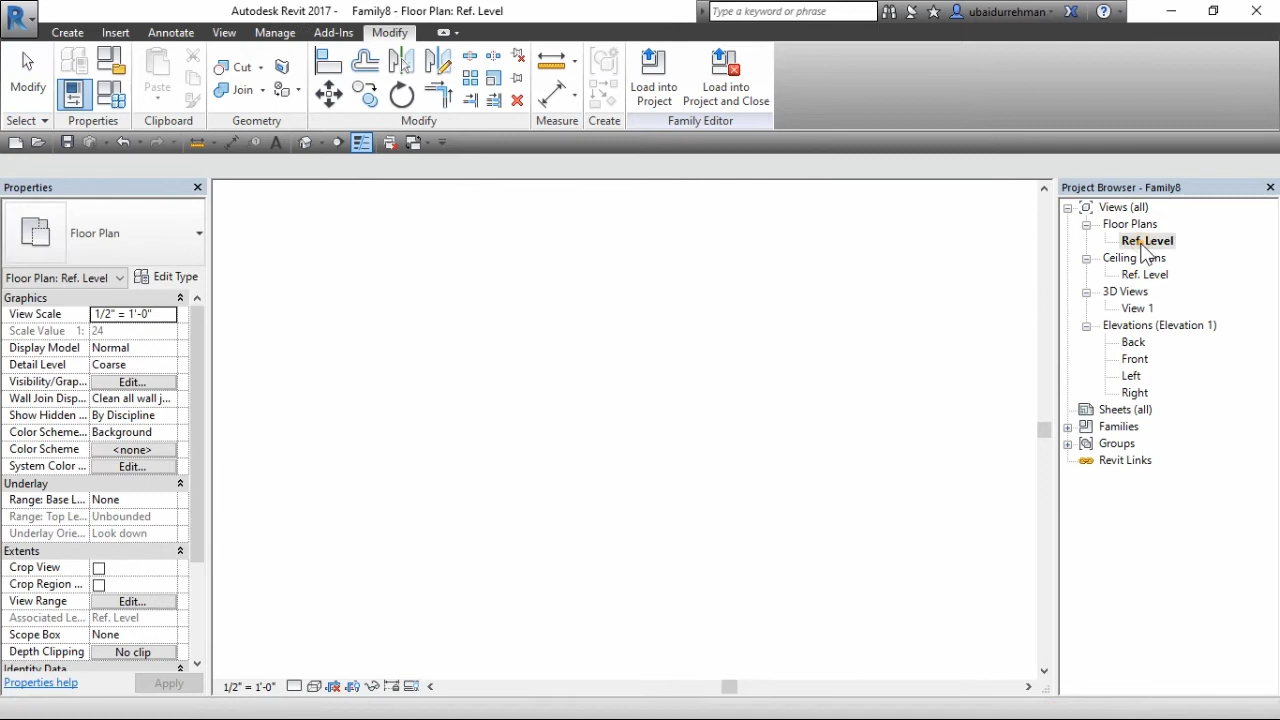 Autodesk Revit 2017 - Family8 - Floor Plan: Ref. Level
Type a keyword or phrase
ubaidurrehman
Create Insert Annotate View Manage Add-Ins Modify
Modify
Paste
Cut
Join
Load into Project
Load into Project and Close
Select Properties Clipboard Geometry Modify Measure Create Family Editor
Properties
Floor Plan
Floor Plan: Ref. Level Edit Type
Graphics
View Scale 1/2" = 1'-0"
Scale Value 1: 24
Display Model Normal
Detail Level Coarse
Visibility/Grap... Edit...
Wall Join Disp... Clean all wall j...
Show Hidden ... By Discipline
Color Scheme... Background
Color Scheme <none>
System Color ... Edit...
Underlay
Range: Base L... None
Range: Top Le... Unbounded
Underlay Orie... Look down
Extents
Crop View
Crop Region ...
View Range Edit...
Associated Le... Ref. Level
Scope Box None
Depth Clipping No clip
Identity Data
Properties help Apply
1/2" = 1'-0"
Project Browser - Family8
Views (all)
Floor Plans
Ref. Level
Ceiling Plans
Ref. Level
3D Views
View 1
Elevations (Elevation 1)
Back
Front
Left
Right
Sheets (all)
Families
Groups
Revit Links